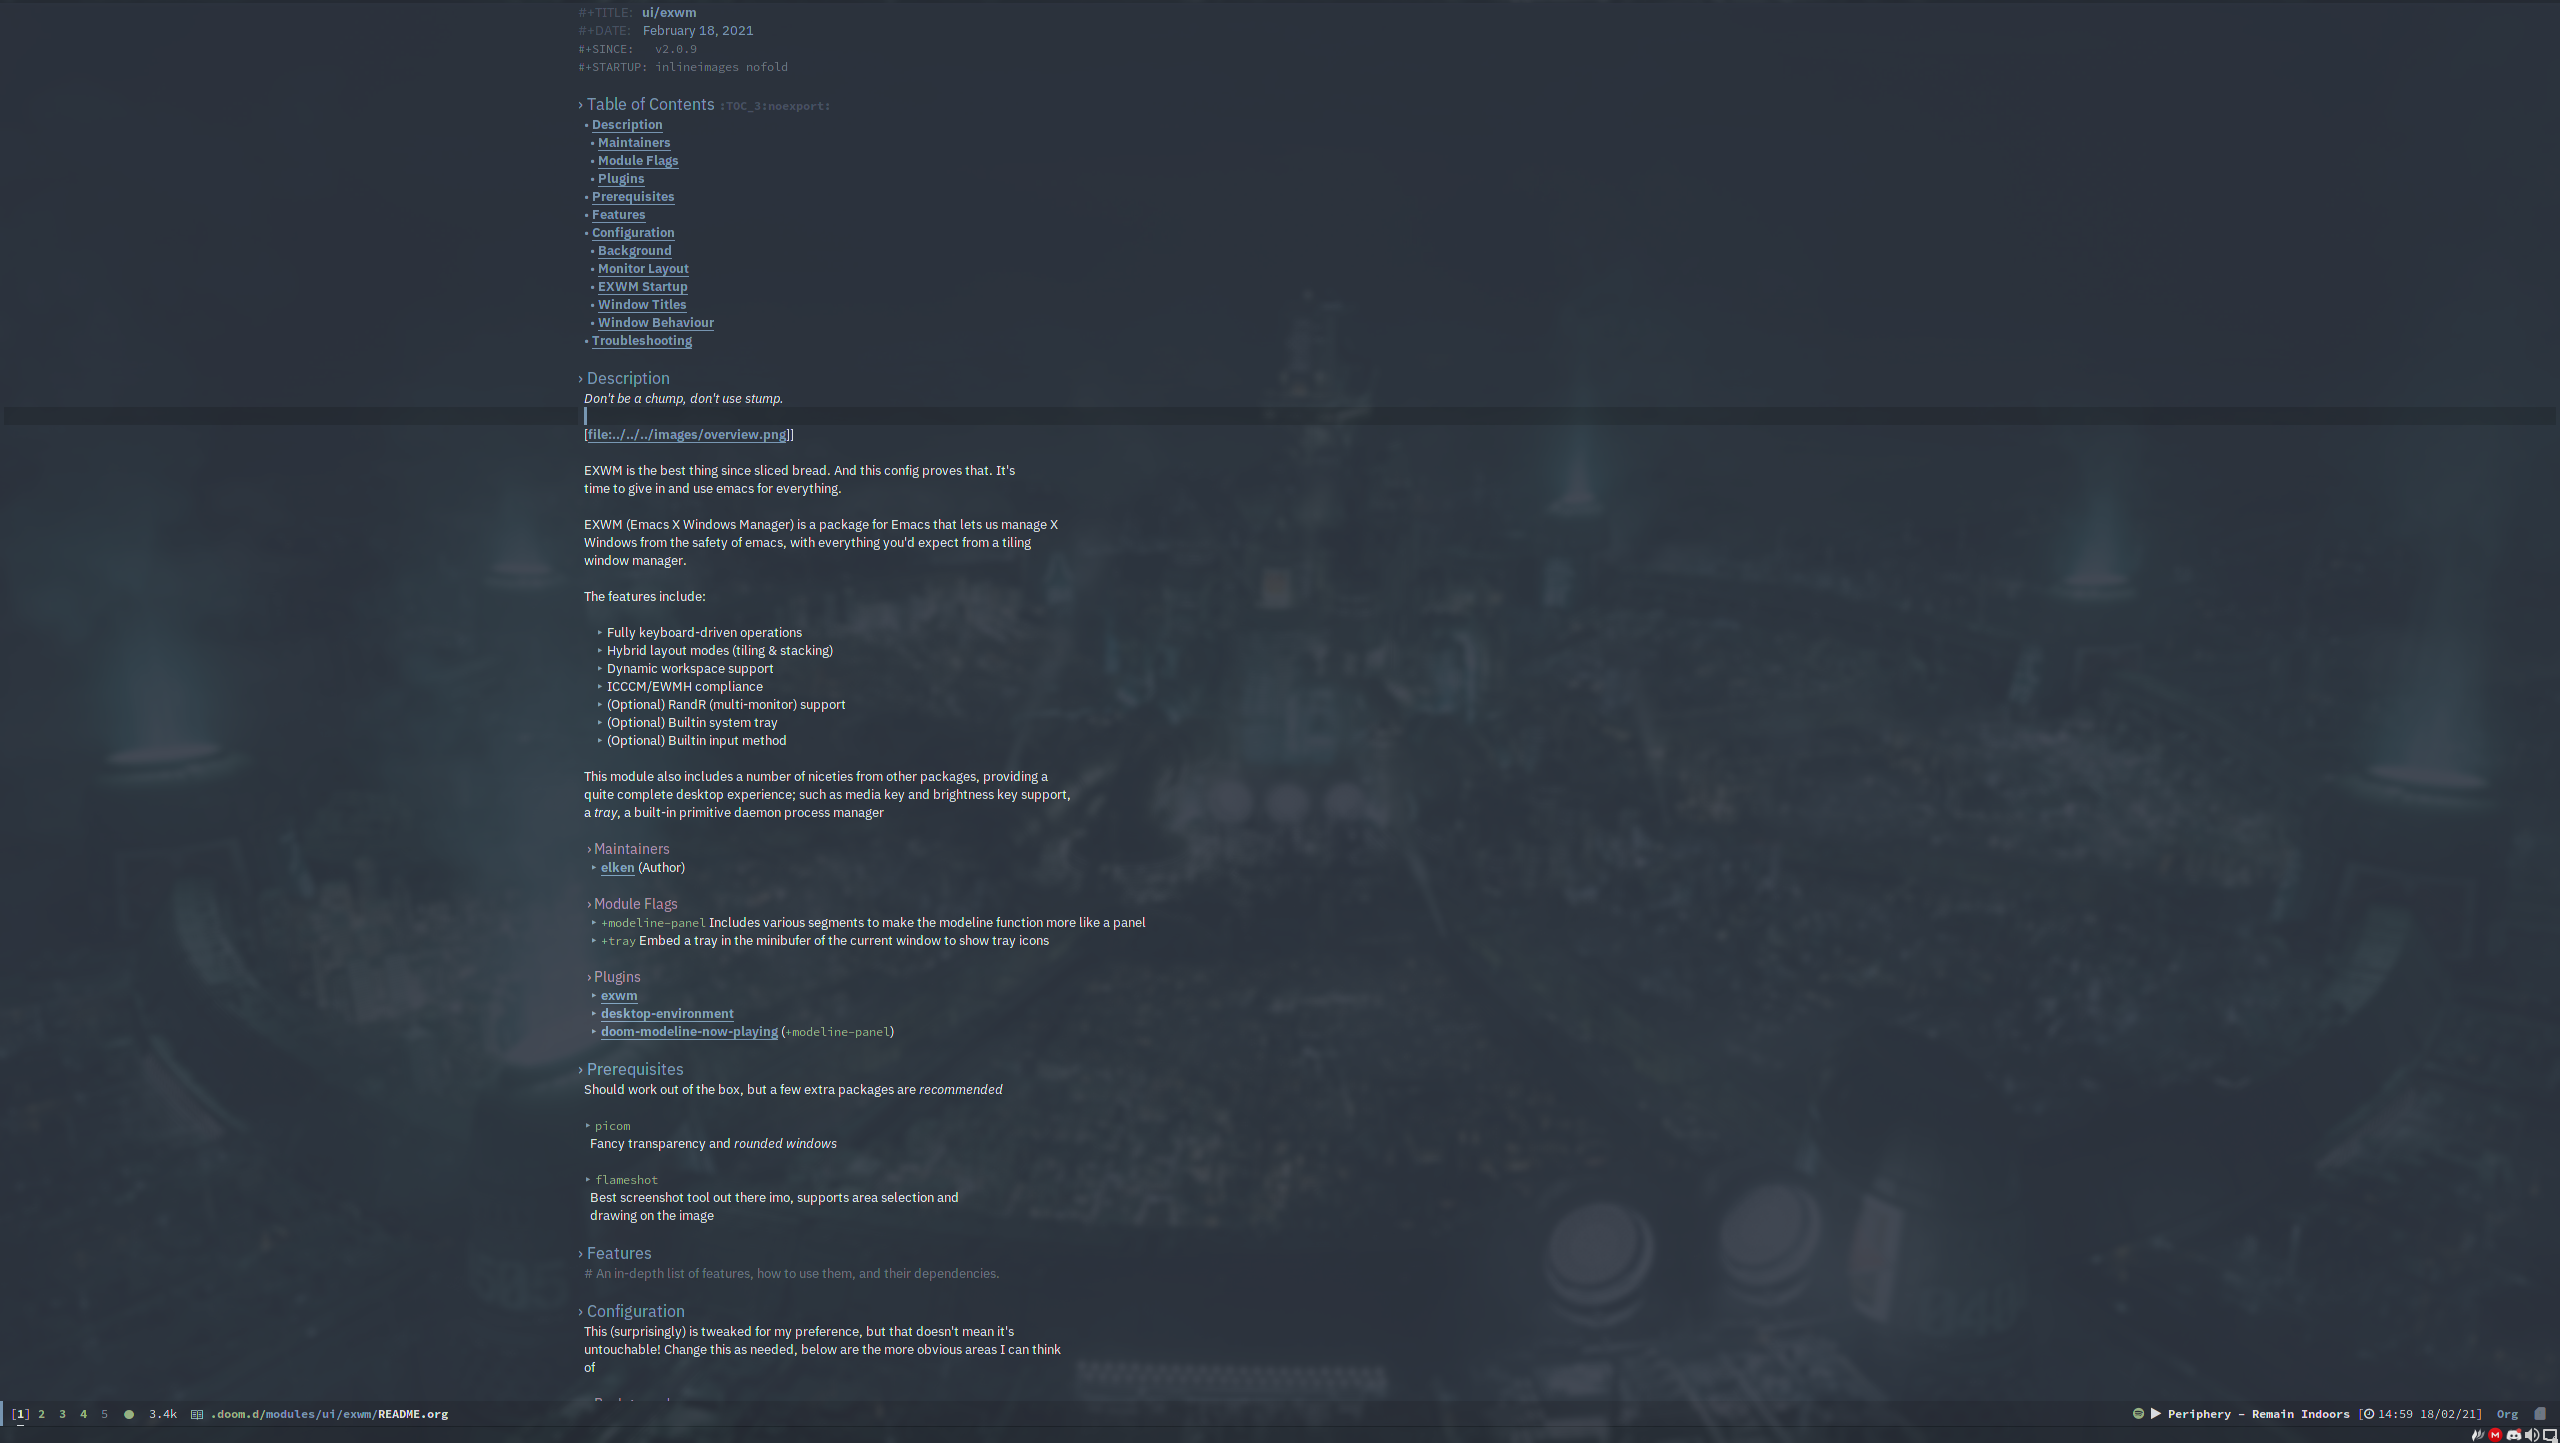 #+TITLE: ui/exwm
#+DATE: February 18, 2021
#+SINCE: v2.0.9
#+STARTUP: inlineimages nofold
› Table of Contents :TOC_3:noexport:
• Description
• Maintainers
• Module Flags
• Plugins
• Prerequisites
• Features
• Configuration
• Background
• Monitor Layout
• EXWM Startup
• Window Titles
• Window Behaviour
• Troubleshooting
› Description
Don't be a chump, don't use stump.
[file:../../../images/overview.png]]
EXWM is the best thing since sliced bread. And this config proves that. It's
time to give in and use emacs for everything.
EXWM (Emacs X Windows Manager) is a package for Emacs that lets us manage X
Windows from the safety of emacs, with everything you'd expect from a tiling
window manager.
The features include:
‣ Fully keyboard-driven operations
‣ Hybrid layout modes (tiling & stacking)
‣ Dynamic workspace support
‣ ICCCM/EWMH compliance
‣ (Optional) RandR (multi-monitor) support
‣ (Optional) Builtin system tray
‣ (Optional) Builtin input method
This module also includes a number of niceties from other packages, providing a
quite complete desktop experience; such as media key and brightness key support,
a tray, a built-in primitive daemon process manager
› Maintainers
‣ elken (Author)
› Module Flags
‣ +modeline-panel Includes various segments to make the modeline function more like a panel
‣ +tray Embed a tray in the minibufer of the current window to show tray icons
› Plugins
‣ exwm
‣ desktop-environment
‣ doom-modeline-now-playing (+modeline-panel)
› Prerequisites
Should work out of the box, but a few extra packages are recommended
‣ picom
Fancy transparency and rounded windows
‣ flameshot
Best screenshot tool out there imo, supports area selection and
drawing on the image
› Features
# An in-depth list of features, how to use them, and their dependencies.
› Configuration
This (surprisingly) is tweaked for my preference, but that doesn't mean it's
untouchable! Change this as needed, below are the more obvious areas I can think
of
[1] 2 3 4 5 3.4k .doom.d/modules/ui/exwm/README.org
Periphery - Remain Indoors [14:59 18/02/21] Org